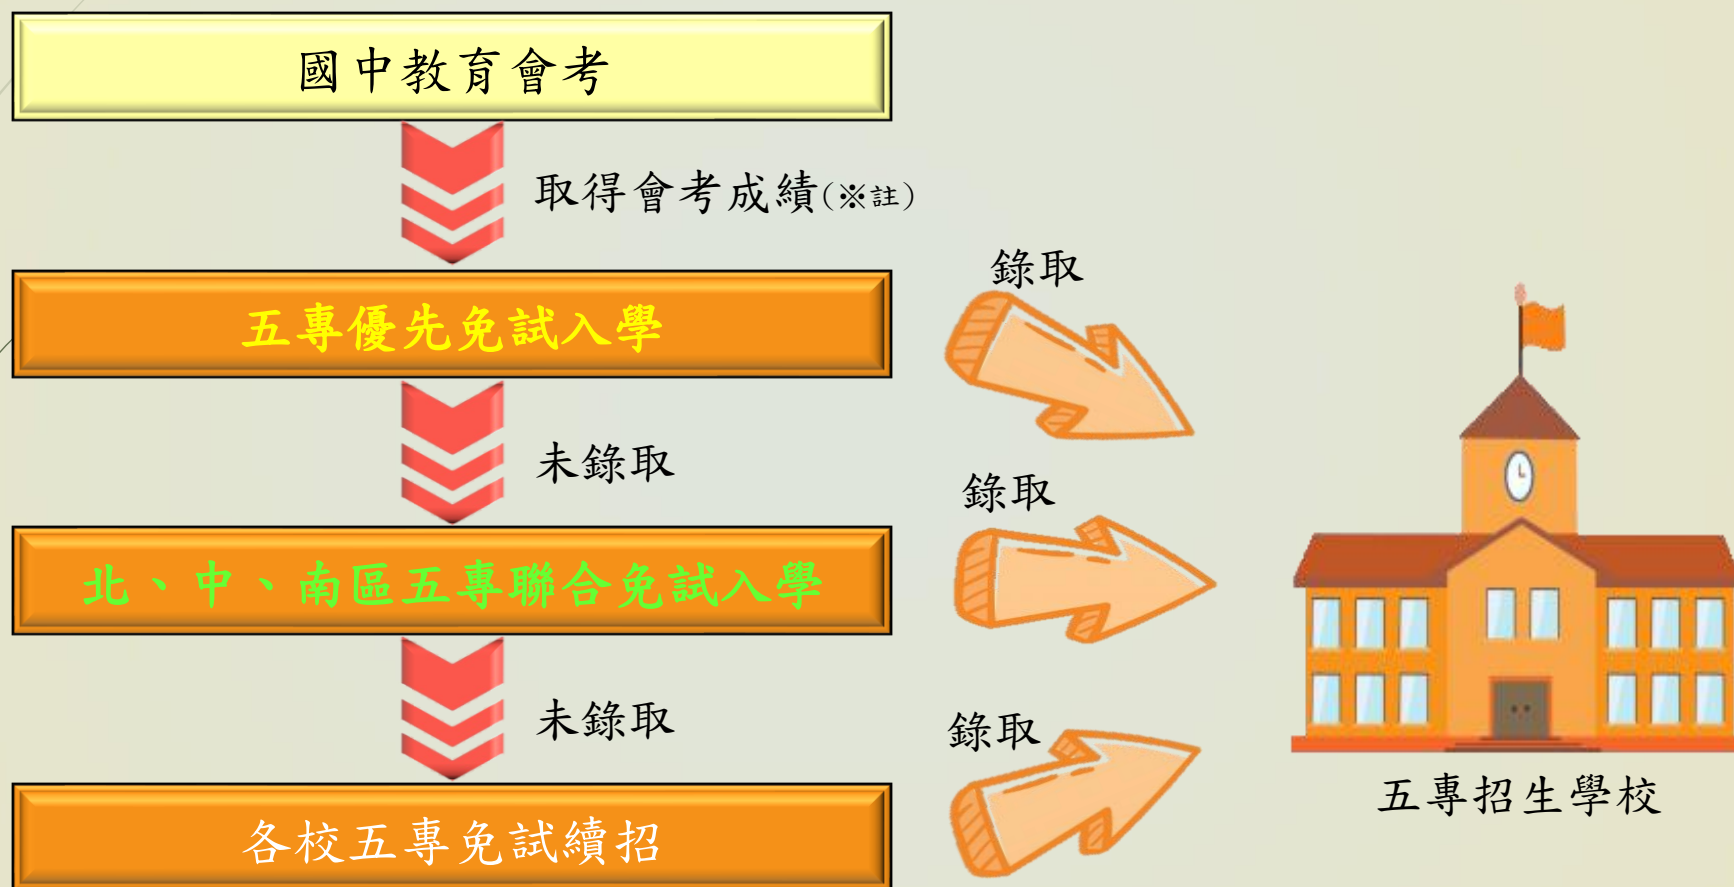 國中教育會考
取得會考成績(※註)
錄取
五專優先免試入學
未錄取
錄取
北、中、南區五專聯合免試入學
未錄取
錄取
五專招生學校
各校五專免試續招